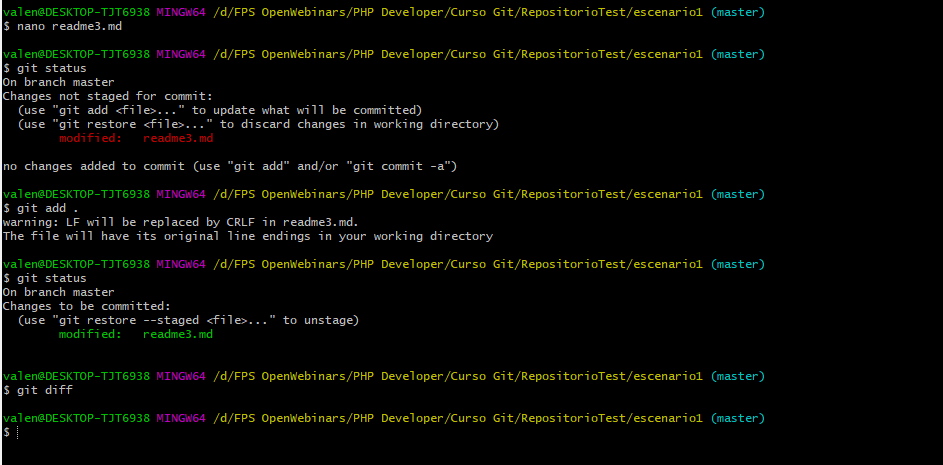 valen@DESKTOP-TJT6938 MINGW64 /d/FPS OpenWebinars/PHP Developer/Curso Git/RepositorioTest/escenario1 (master)
$ nano readme3.md
valen@DESKTOP-TJT6938 MINGW64 /d/FPS OpenWebinars/PHP Developer/Curso Git/RepositorioTest/escenario1 (master)
$ git status
On branch master
Changes not staged for commit:
  (use "git add <file>..." to update what will be committed)
  (use "git restore <file>..." to discard changes in working directory)
        modified:   readme3.md
no changes added to commit (use "git add" and/or "git commit -a")
valen@DESKTOP-TJT6938 MINGW64 /d/FPS OpenWebinars/PHP Developer/Curso Git/RepositorioTest/escenario1 (master)
$ git add .
warning: LF will be replaced by CRLF in readme3.md.
The file will have its original line endings in your working directory
valen@DESKTOP-TJT6938 MINGW64 /d/FPS OpenWebinars/PHP Developer/Curso Git/RepositorioTest/escenario1 (master)
$ git status
On branch master
Changes to be committed:
  (use "git restore --staged <file>..." to unstage)
        modified:   readme3.md
valen@DESKTOP-TJT6938 MINGW64 /d/FPS OpenWebinars/PHP Developer/Curso Git/RepositorioTest/escenario1 (master)
$ git diff
valen@DESKTOP-TJT6938 MINGW64 /d/FPS OpenWebinars/PHP Developer/Curso Git/RepositorioTest/escenario1 (master)
$